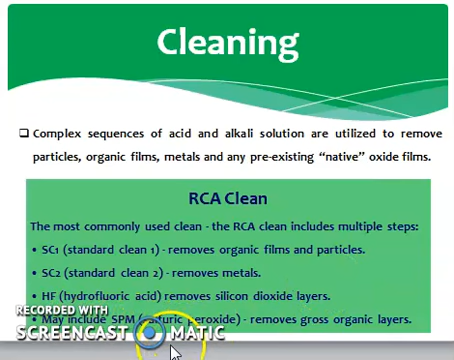 Cleaning
❑ Complex sequences of acid and alkali solution are utilized to remove
particles, organic films, metals and any pre-existing “native” oxide films.
RCA Clean
The most commonly used clean - the RCA clean includes multiple steps:
• SC1 (standard clean 1) - removes organic films and particles.
• SC2 (standard clean 2) - removes metals.
• HF (hydrofluoric acid) removes silicon dioxide layers.
RECORDED WITH
• May include SPM ( peroxide) - removes gross organic layers.
SCREENCAST MATIC